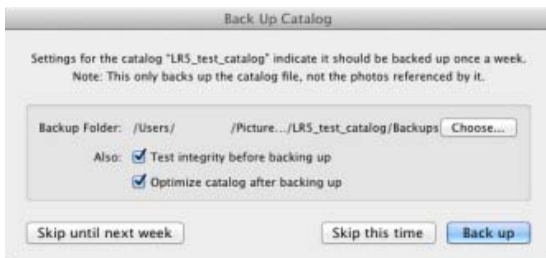 Back Up Catalog
Settings for the catalog "LR5_test_catalog" indicate it should be backed up once a week.
Note: This only backs up the catalog file, not the photos referenced by it.
Backup Folder: /Users/ /Picture.../LR5_test_catalog/Backups Choose...
Also: Test integrity before backing up
Optimize catalog after backing up
Skip until next week Skip this time Back up